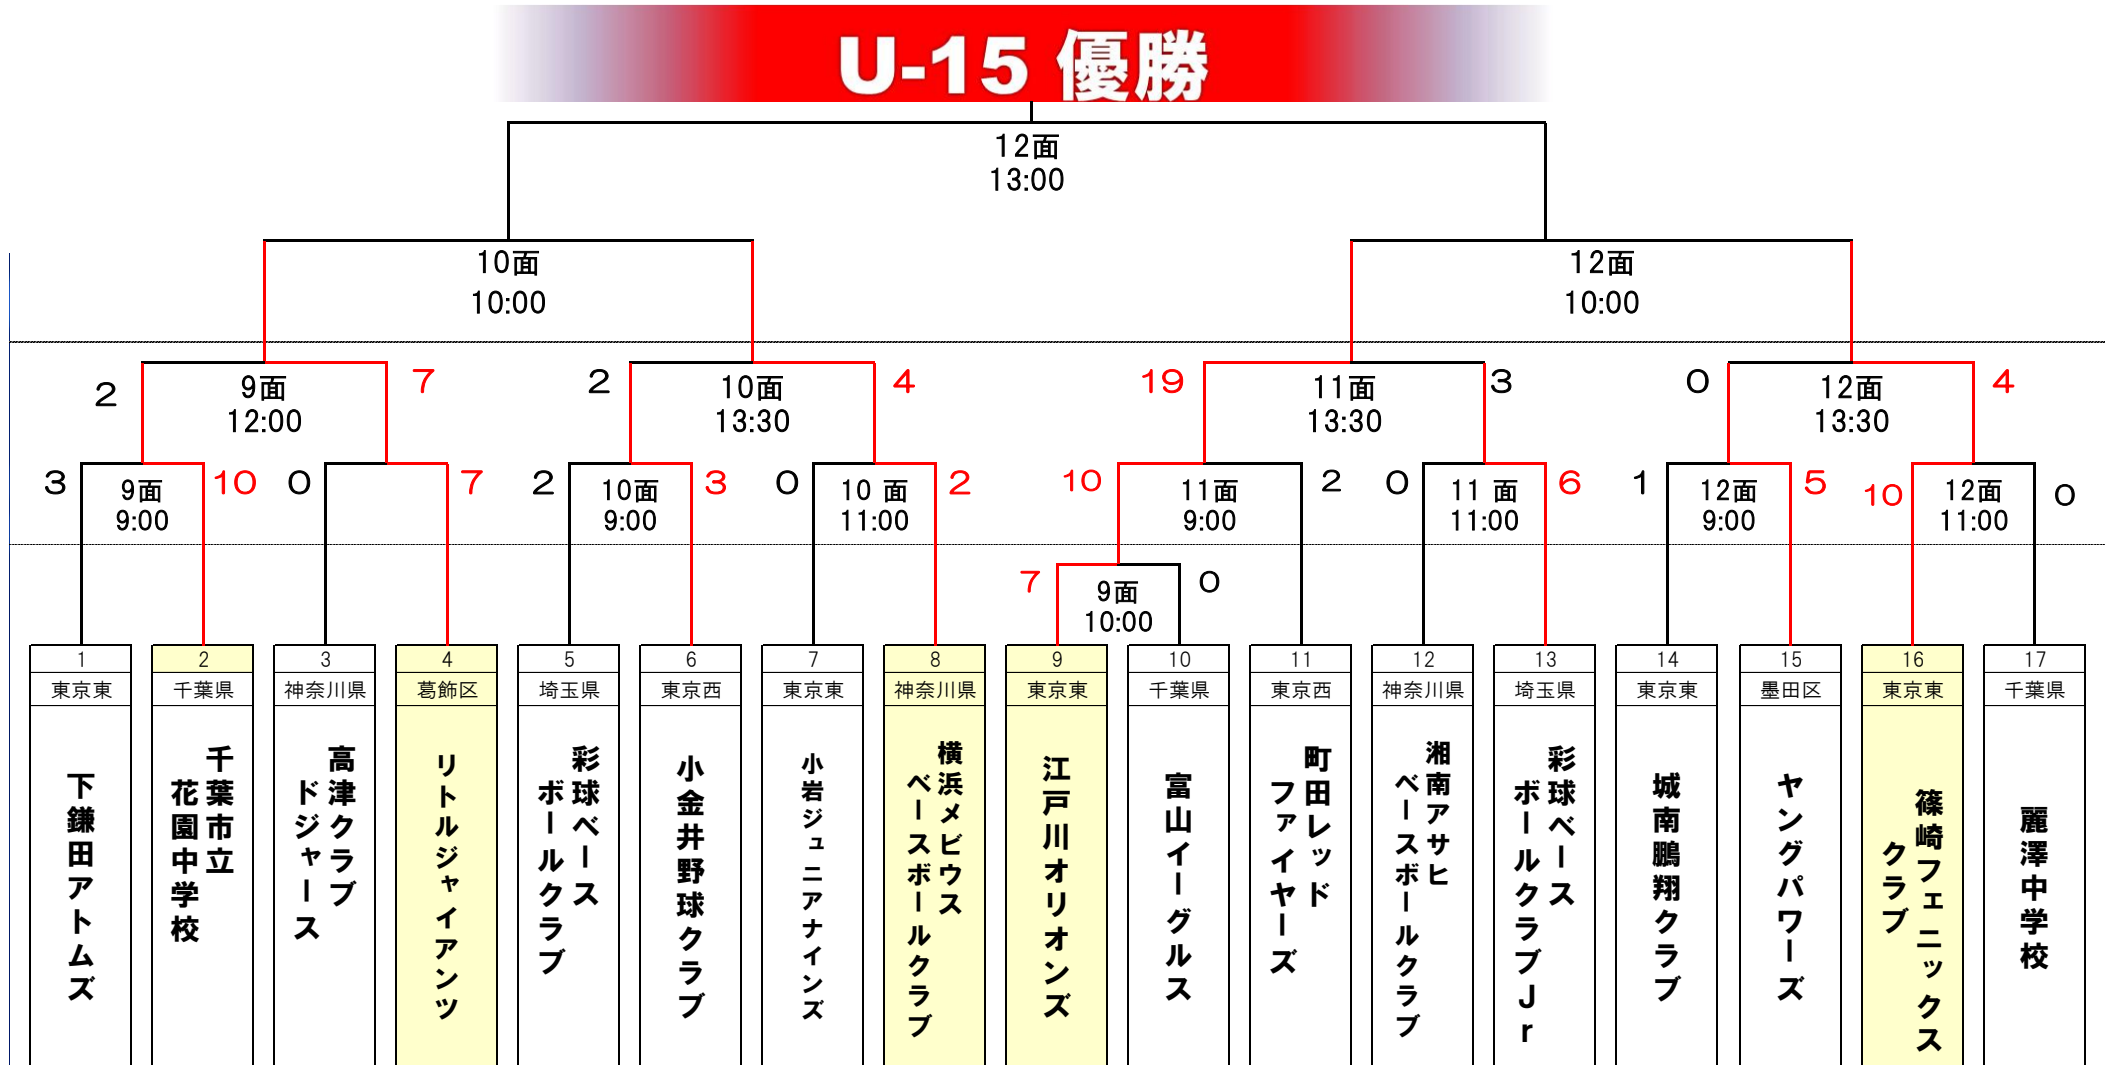 U-15 優勝
12面
13:00
10面
10:00
12面
10:00
2
9面
12:00
7
2
10面
13:30
4
19
11面
13:30
3
0
12面
13:30
4
3
9面
9:00
10
0
7
2
10面
9:00
3
0
10 面
11:00
2
10
11面
9:00
2
0
11 面
11:00
6
1
12面
9:00
5
10
12面
11:00
0
7
9面
10:00
0
1
東京東
下鎌田アトムズ
2
千葉県
千葉市立
花園中学校
3
神奈川県
高津クラブ
ドジャース
4
葛飾区
リトルジャイアンツ
5
埼玉県
彩球ベース
ボールクラブ
6
東京西
小金井野球クラブ
7
東京東
小岩ジュニアナインズ
8
神奈川県
横浜メビウス
ベースボールクラブ
9
東京東
江戸川オリオンズ
10
千葉県
富山イーグルス
11
東京西
町田レッド
ファイヤーズ
12
神奈川県
湘南アサヒ
ベースボールクラブ
13
埼玉県
彩球ベース
ボールクラブJr
14
東京東
城南鵬翔クラブ
15
墨田区
ヤングパワーズ
16
東京東
篠崎フェニックス
クラブ
17
千葉県
麗澤中学校